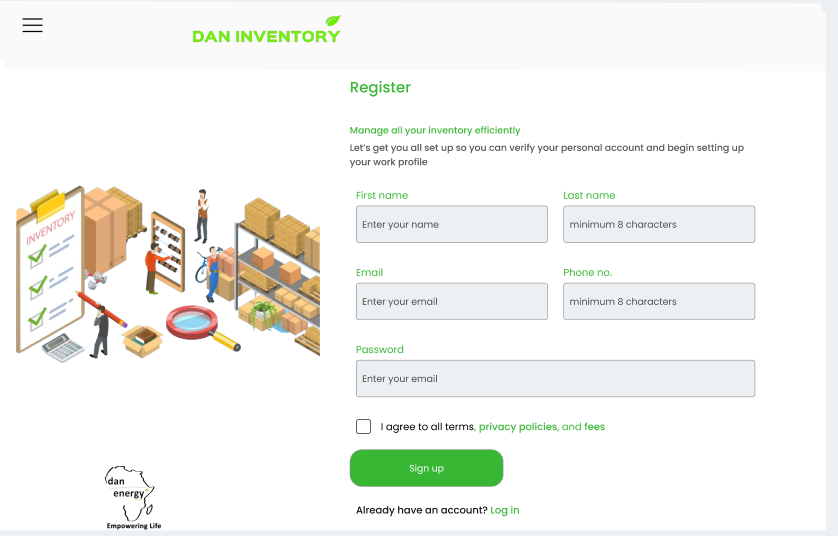 DAN INVENTORY
Register
Manage all your inventory efficiently
Let's get you all set up so you can verify your personal account and begin setting up
your work profile
INVENTORY
First name
Last name
Enter your name
minimum 8 characters
Email
Phone no.
Enter your email
minimum 8 characters
Password
Enter your email
I agree to all terms, privacy policies, and fees
Sign up
Already have an account? Log in
dan
energy
Empowering Life